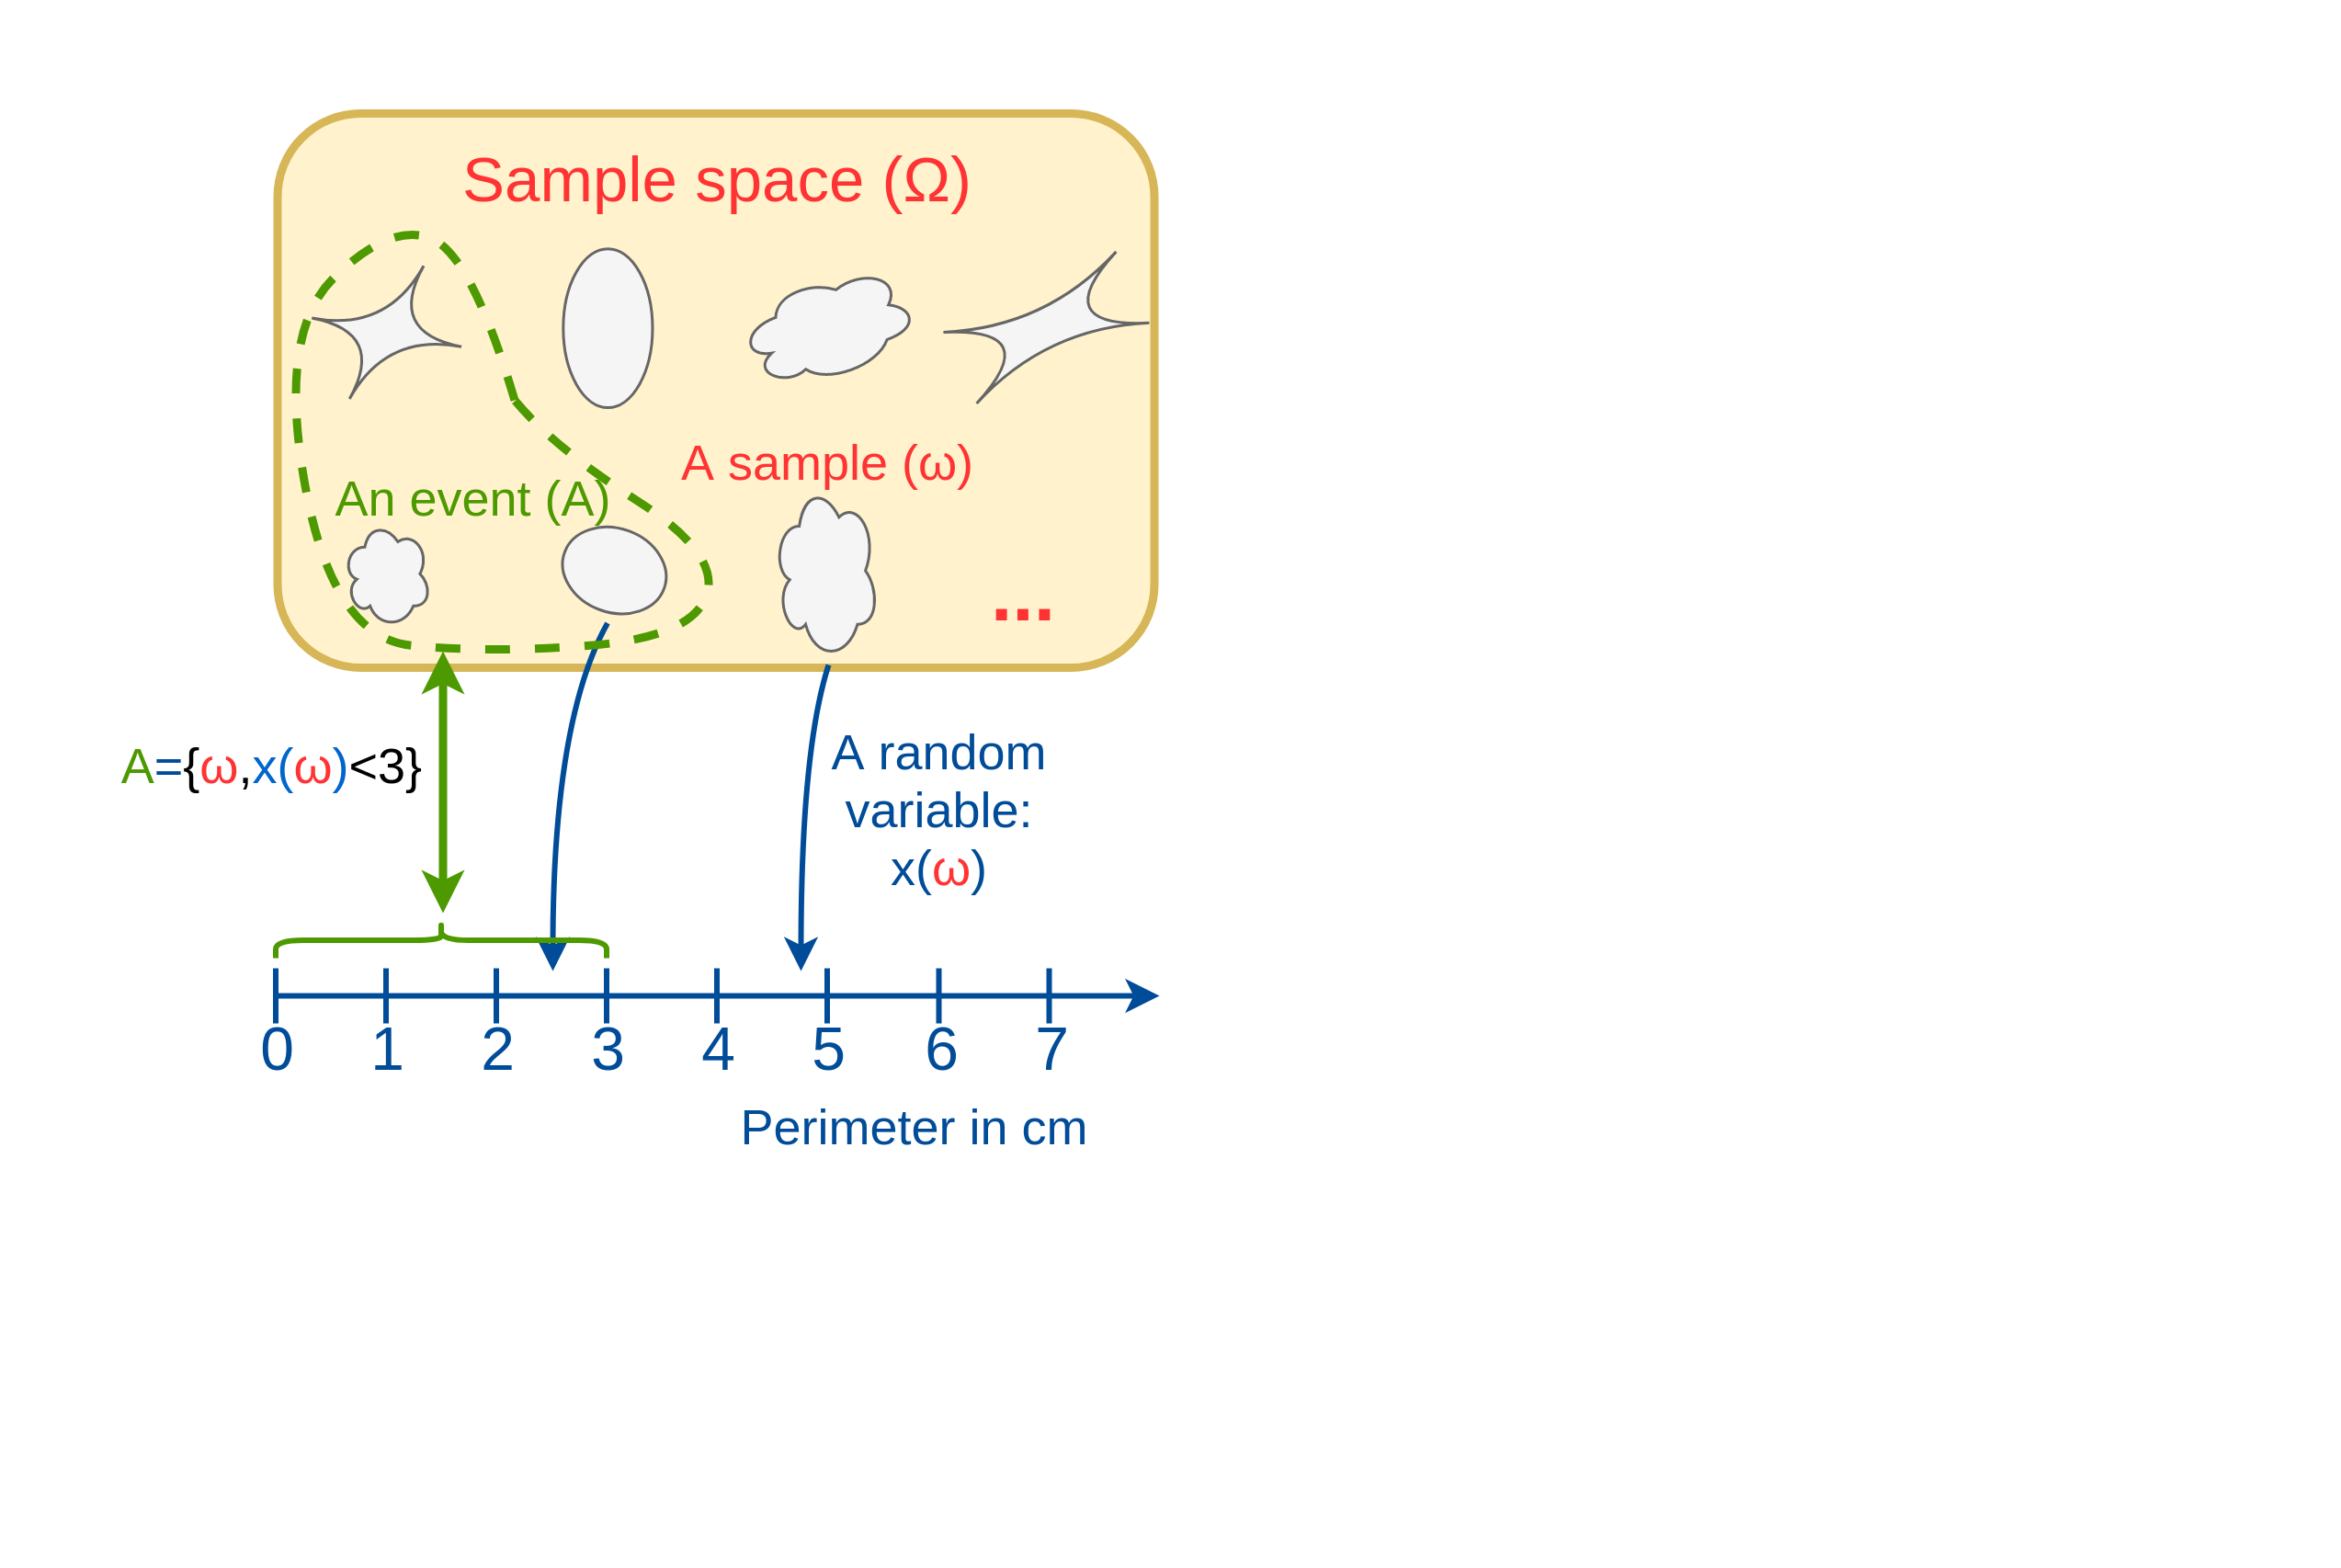 Sample space (Ω)
A sample (ω)
An event (A)
...
A={ω,x(ω)<3}
A random
variable:
x(ω)
0 1 2 3 4 5 6 7
Perimeter in cm